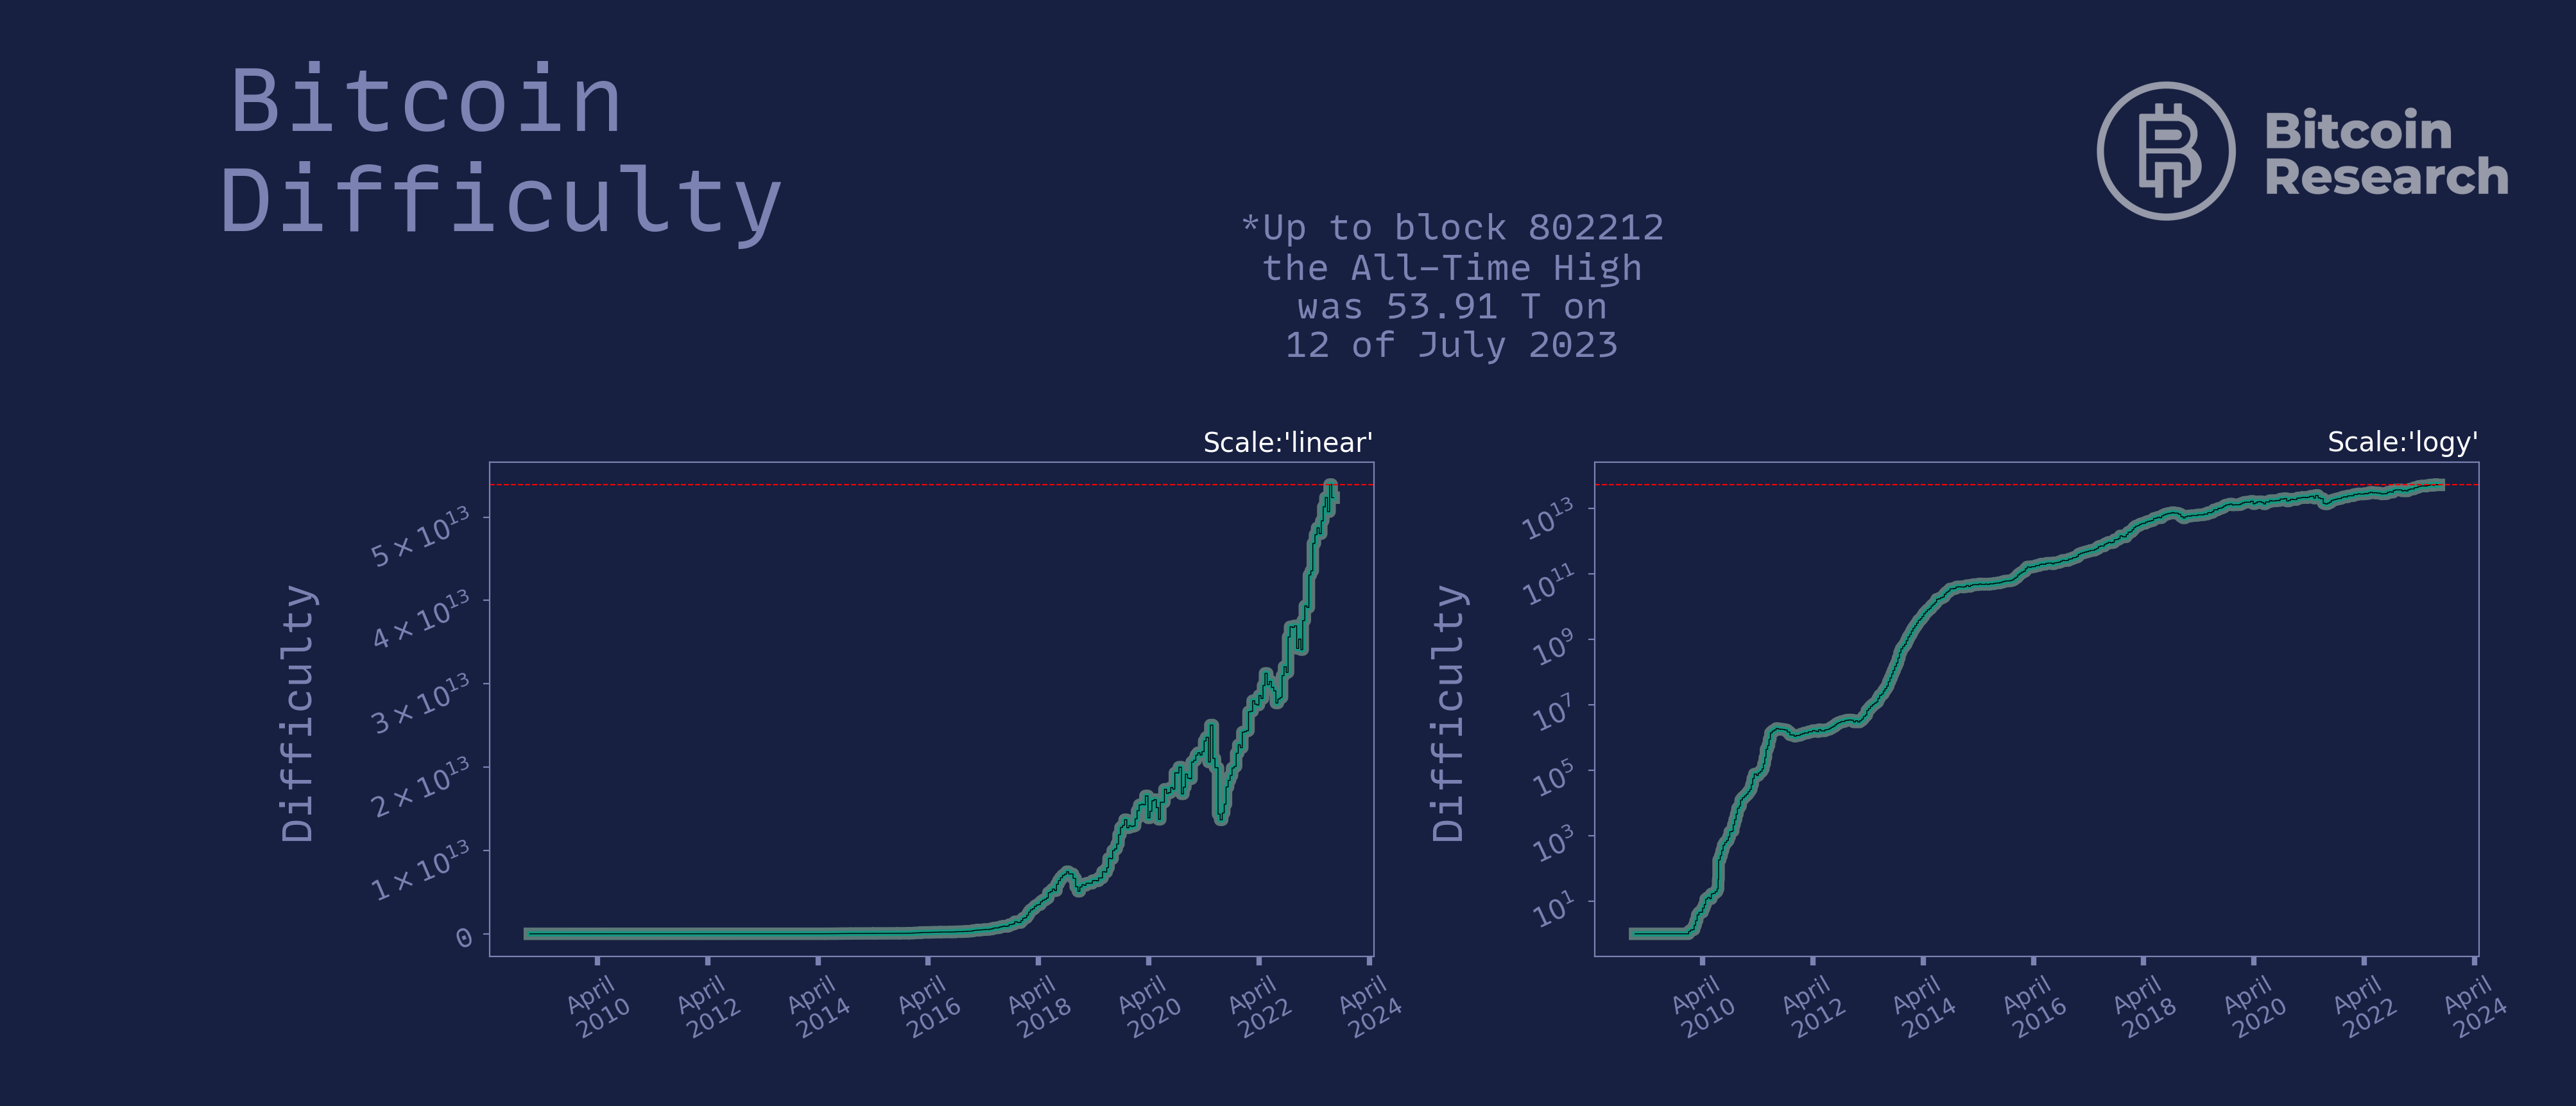 Bitcoin
Difficulty
Bitcoin
Research
*Up to block 802212
the All-Time High
was 53.91 T on
12 of July 2023
Scale:'linear'
Difficulty
5 × 10¹³
4 × 10¹³
3 × 10¹³
2 × 10¹³
1 × 10¹³
0
April
2010
April
2012
April
2014
April
2016
April
2018
April
2020
April
2022
April
2024
Scale:'logy'
Difficulty
10¹³
10¹¹
10⁹
10⁷
10⁵
10³
10¹
April
2010
April
2012
April
2014
April
2016
April
2018
April
2020
April
2022
April
2024